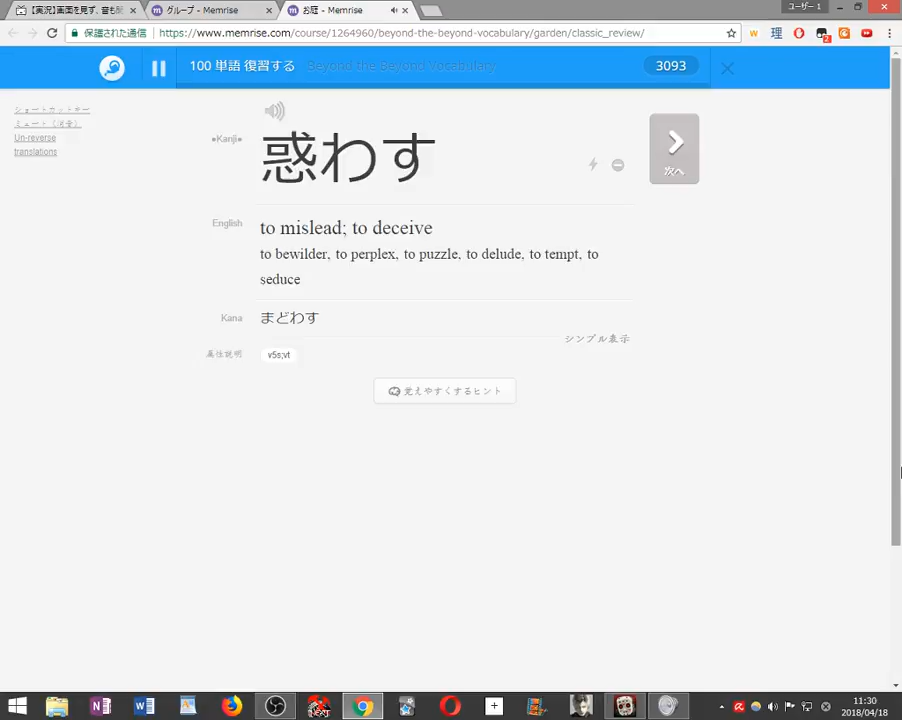 【実況】画面を見ず、音も聞
グループ - Memrise
お庭 - Memrise
ユーザー 1
保護された通信
https://www.memrise.com/course/1264960/beyond-the-beyond-vocabulary/garden/classic_review/
100 単語 復習する
Beyond the Beyond Vocabulary
3093
ショートカットキー
ミュート (消音)
Un-reverse
translations
•Kanji•
惑わす
次へ
English
to mislead; to deceive
to bewilder, to perplex, to puzzle, to delude, to tempt, to
seduce
Kana
まどわす
シンプル表示
属性説明
v5s;vt
覚えやすくするヒント
11:30
2018/04/18